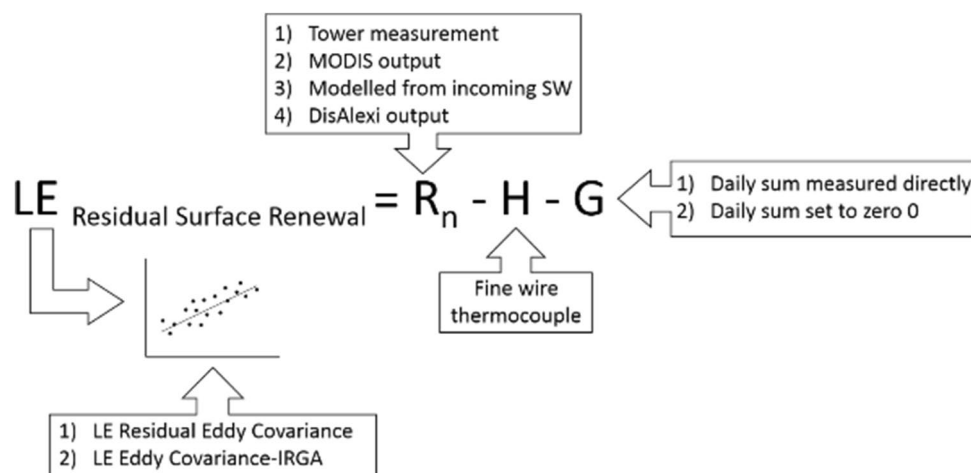 1) Tower measurement
2) MODIS output
3) Modelled from incoming SW
4) DisAlexi output
LE Residual Surface Renewal = Rn - H - G
1) Daily sum measured directly
2) Daily sum set to zero 0
Fine wire
thermocouple
1) LE Residual Eddy Covariance
2) LE Eddy Covariance-IRGA